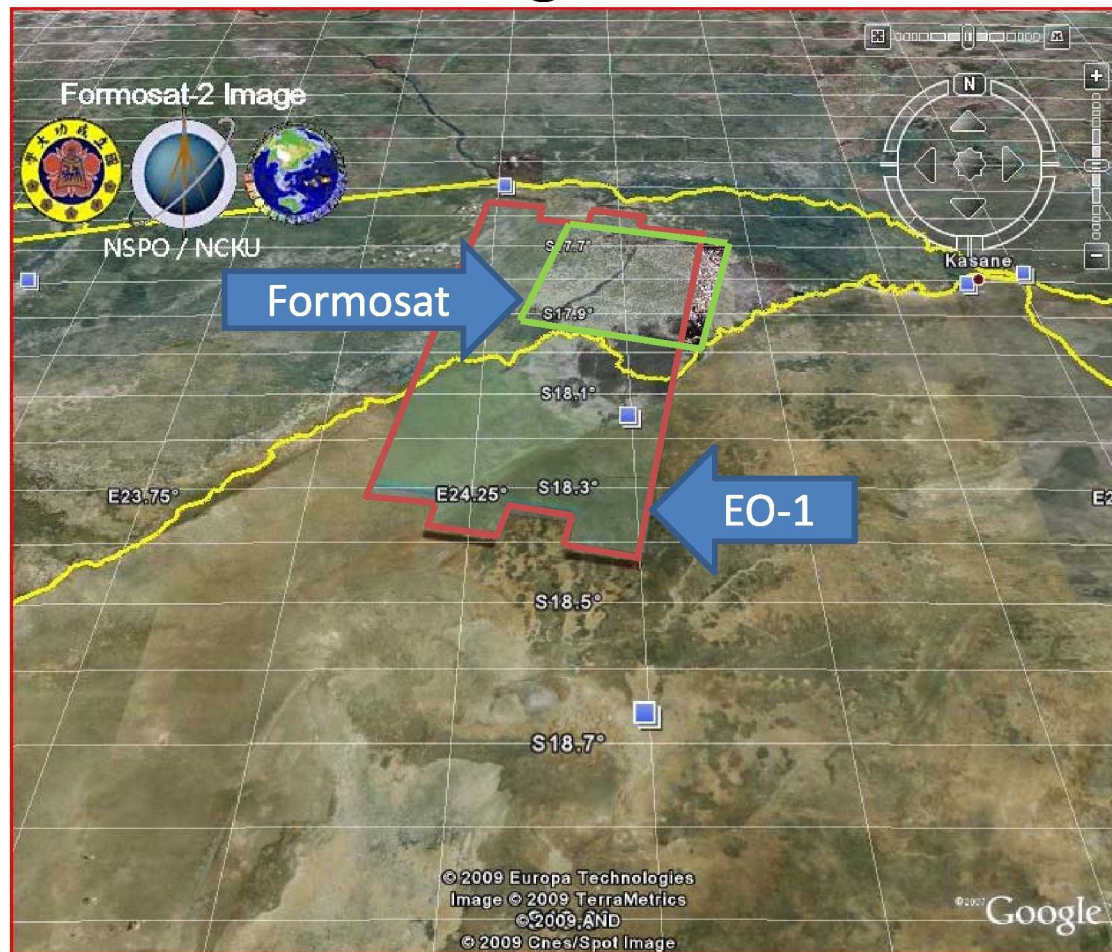 Formosat-2 Image
NSPO / NCKU
N
Kasane
Formosat
S17.7°
S17.9°
S18.1°
E23.75°
E24.25°
S18.3°
EO-1
S18.5°
S18.7°
© 2009 Europa Technologies
Image © 2009 TerraMetrics
© 2009 AND
© 2009 Cnes/Spot Image
©2007 Google